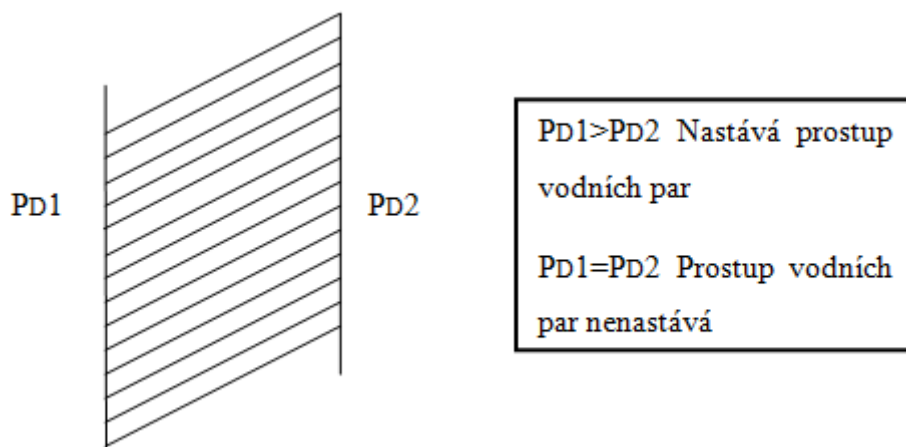 PD1
PD2
PD1>PD2 Nastává prostup
vodních par
PD1=PD2 Prostup vodních
par nenastává